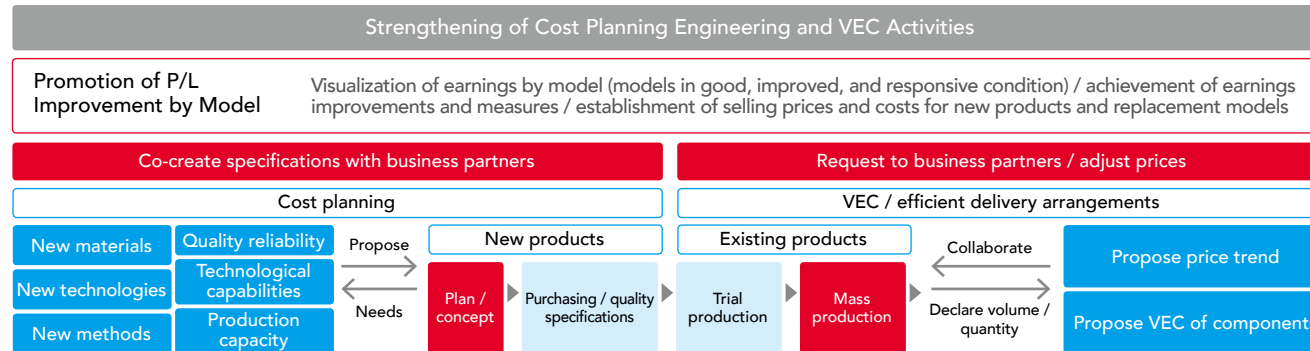 Strengthening of Cost Planning Engineering and VEC Activities
Promotion of P/L
Improvement by Model
Visualization of earnings by model (models in good, improved, and responsive condition) / achievement of earnings
improvements and measures / establishment of selling prices and costs for new products and replacement models
Co-create specifications with business partners
Request to business partners / adjust prices
Cost planning
VEC / efficient delivery arrangements
New materials
New technologies
New methods
Quality reliability
Technological
capabilities
Production
capacity
Propose
Needs
New products
Existing products
Plan /
concept
Purchasing / quality
specifications
Trial
production
Mass
production
Collaborate
Declare volume /
quantity
Propose price trend
Propose VEC of component